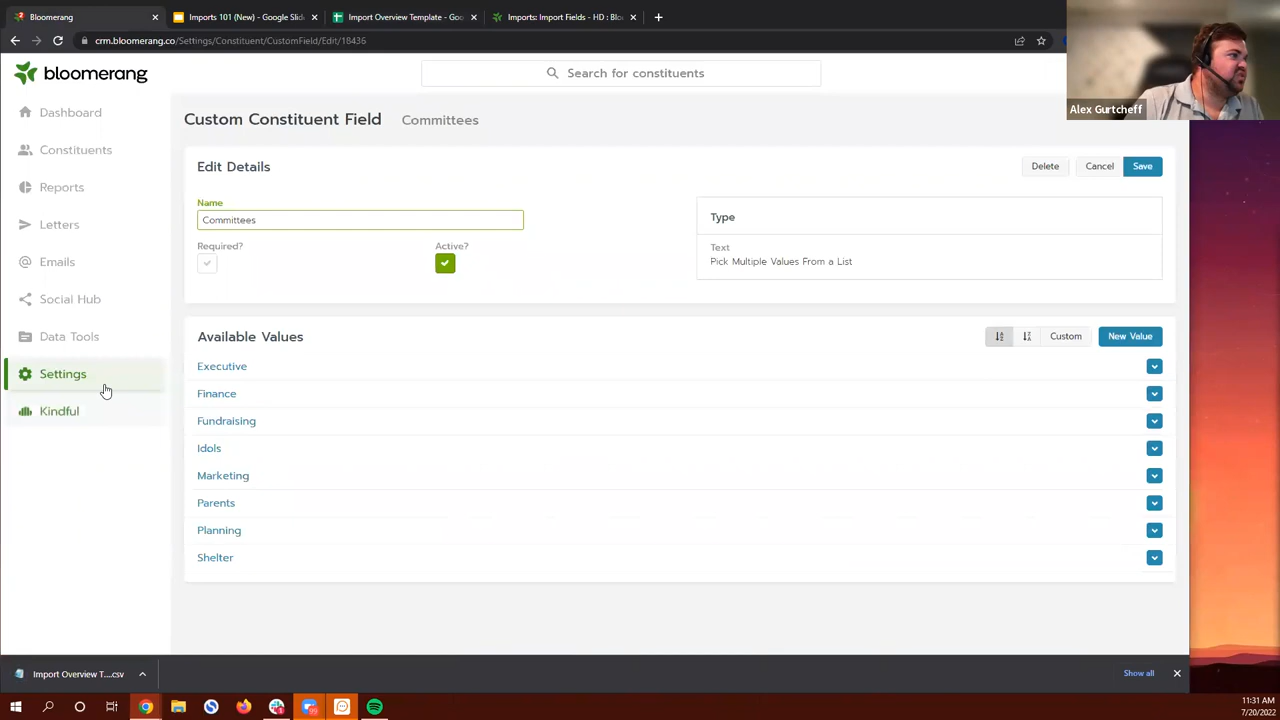 Bloomerang
Imports 101 (New) - Google Slid
Import Overview Template - Goo
Imports: Import Fields - HD : Blo
crm.bloomerang.co/Settings/Constituent/CustomField/Edit/18436
bloomerang
Search for constituents
Alex Gurtcheff
Dashboard
Constituents
Reports
Letters
Emails
Social Hub
Data Tools
Settings
Kindful
Custom Constituent Field
Committees
Edit Details
Delete
Cancel
Save
Name
Committees
Required?
Active?
Type
Text
Pick Multiple Values From a List
Available Values
Custom
New Value
Executive
Finance
Fundraising
Idols
Marketing
Parents
Planning
Shelter
Import Overview T....csv
Show all
11:31 AM
7/20/2022